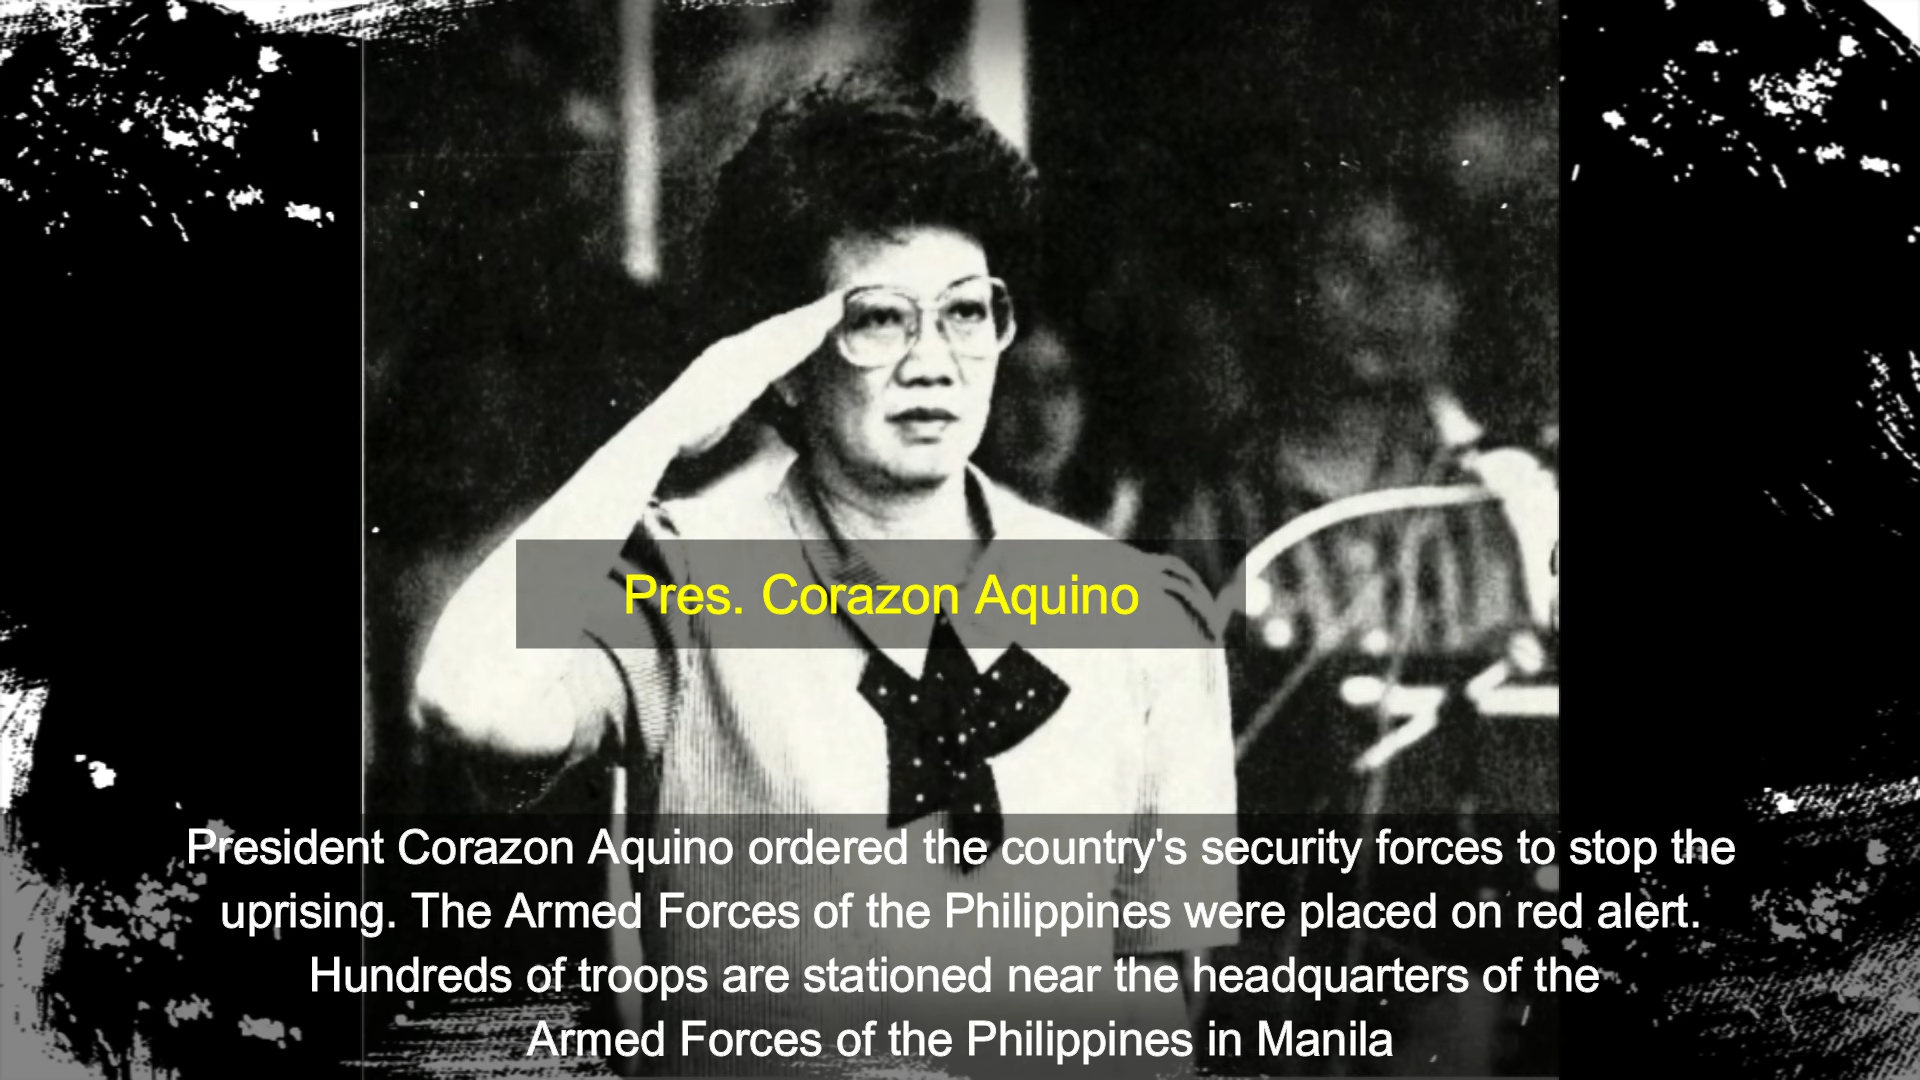 Pres. Corazon Aquino
President Corazon Aquino ordered the country's security forces to stop the
uprising. The Armed Forces of the Philippines were placed on red alert.
Hundreds of troops are stationed near the headquarters of the
Armed Forces of the Philippines in Manila